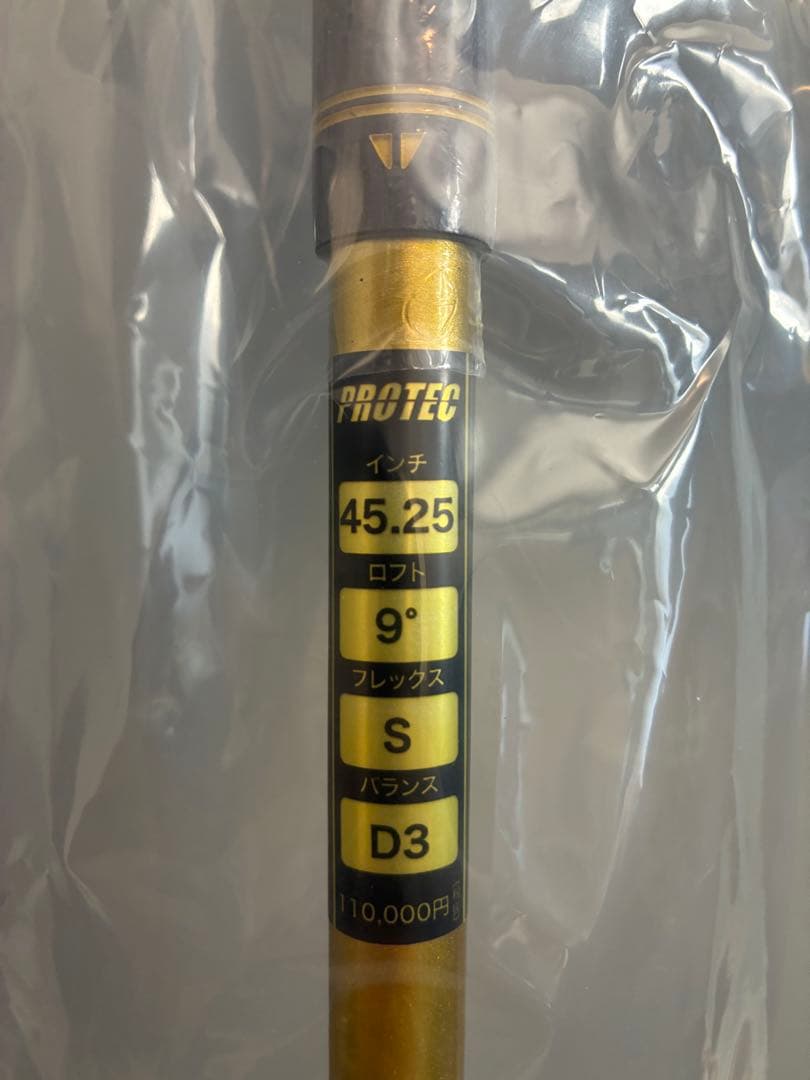 PROTEC
インチ
45.25
ロフト
9°
フレックス
S
バランス
D3
110,000円